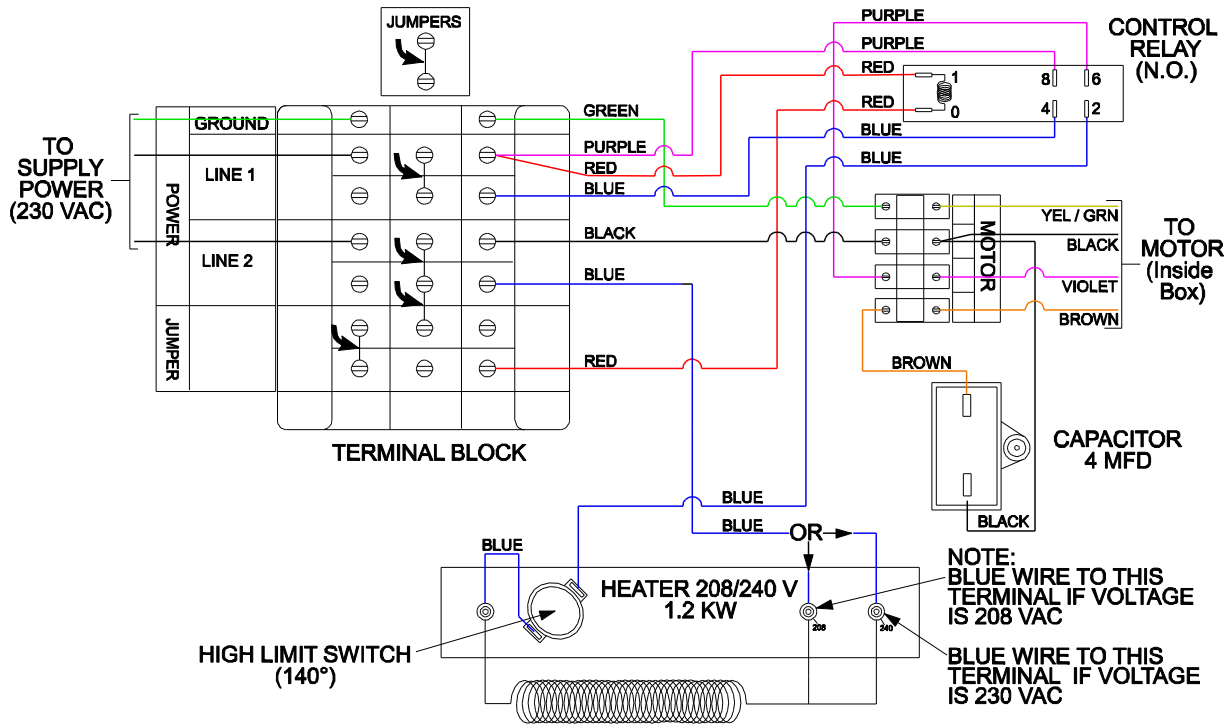 JUMPERS
PURPLE
PURPLE
RED
RED
BLUE
BLUE
CONTROL
RELAY
(N.O.)
1
0
8
6
4
2
TO
SUPPLY
POWER
(230 VAC)
POWER
GROUND
LINE 1
LINE 2
JUMPER
GREEN
PURPLE
RED
BLUE
BLACK
BLUE
RED
TERMINAL BLOCK
MOTOR
YEL / GRN
BLACK
VIOLET
BROWN
TO
MOTOR
(Inside
Box)
BROWN
CAPACITOR
4 MFD
BLACK
BLUE
BLUE
OR
BLUE
HEATER 208/240 V
1.2 KW
208
240
HIGH LIMIT SWITCH
(140°)
NOTE:
BLUE WIRE TO THIS
TERMINAL IF VOLTAGE
IS 208 VAC
BLUE WIRE TO THIS
TERMINAL IF VOLTAGE
IS 230 VAC